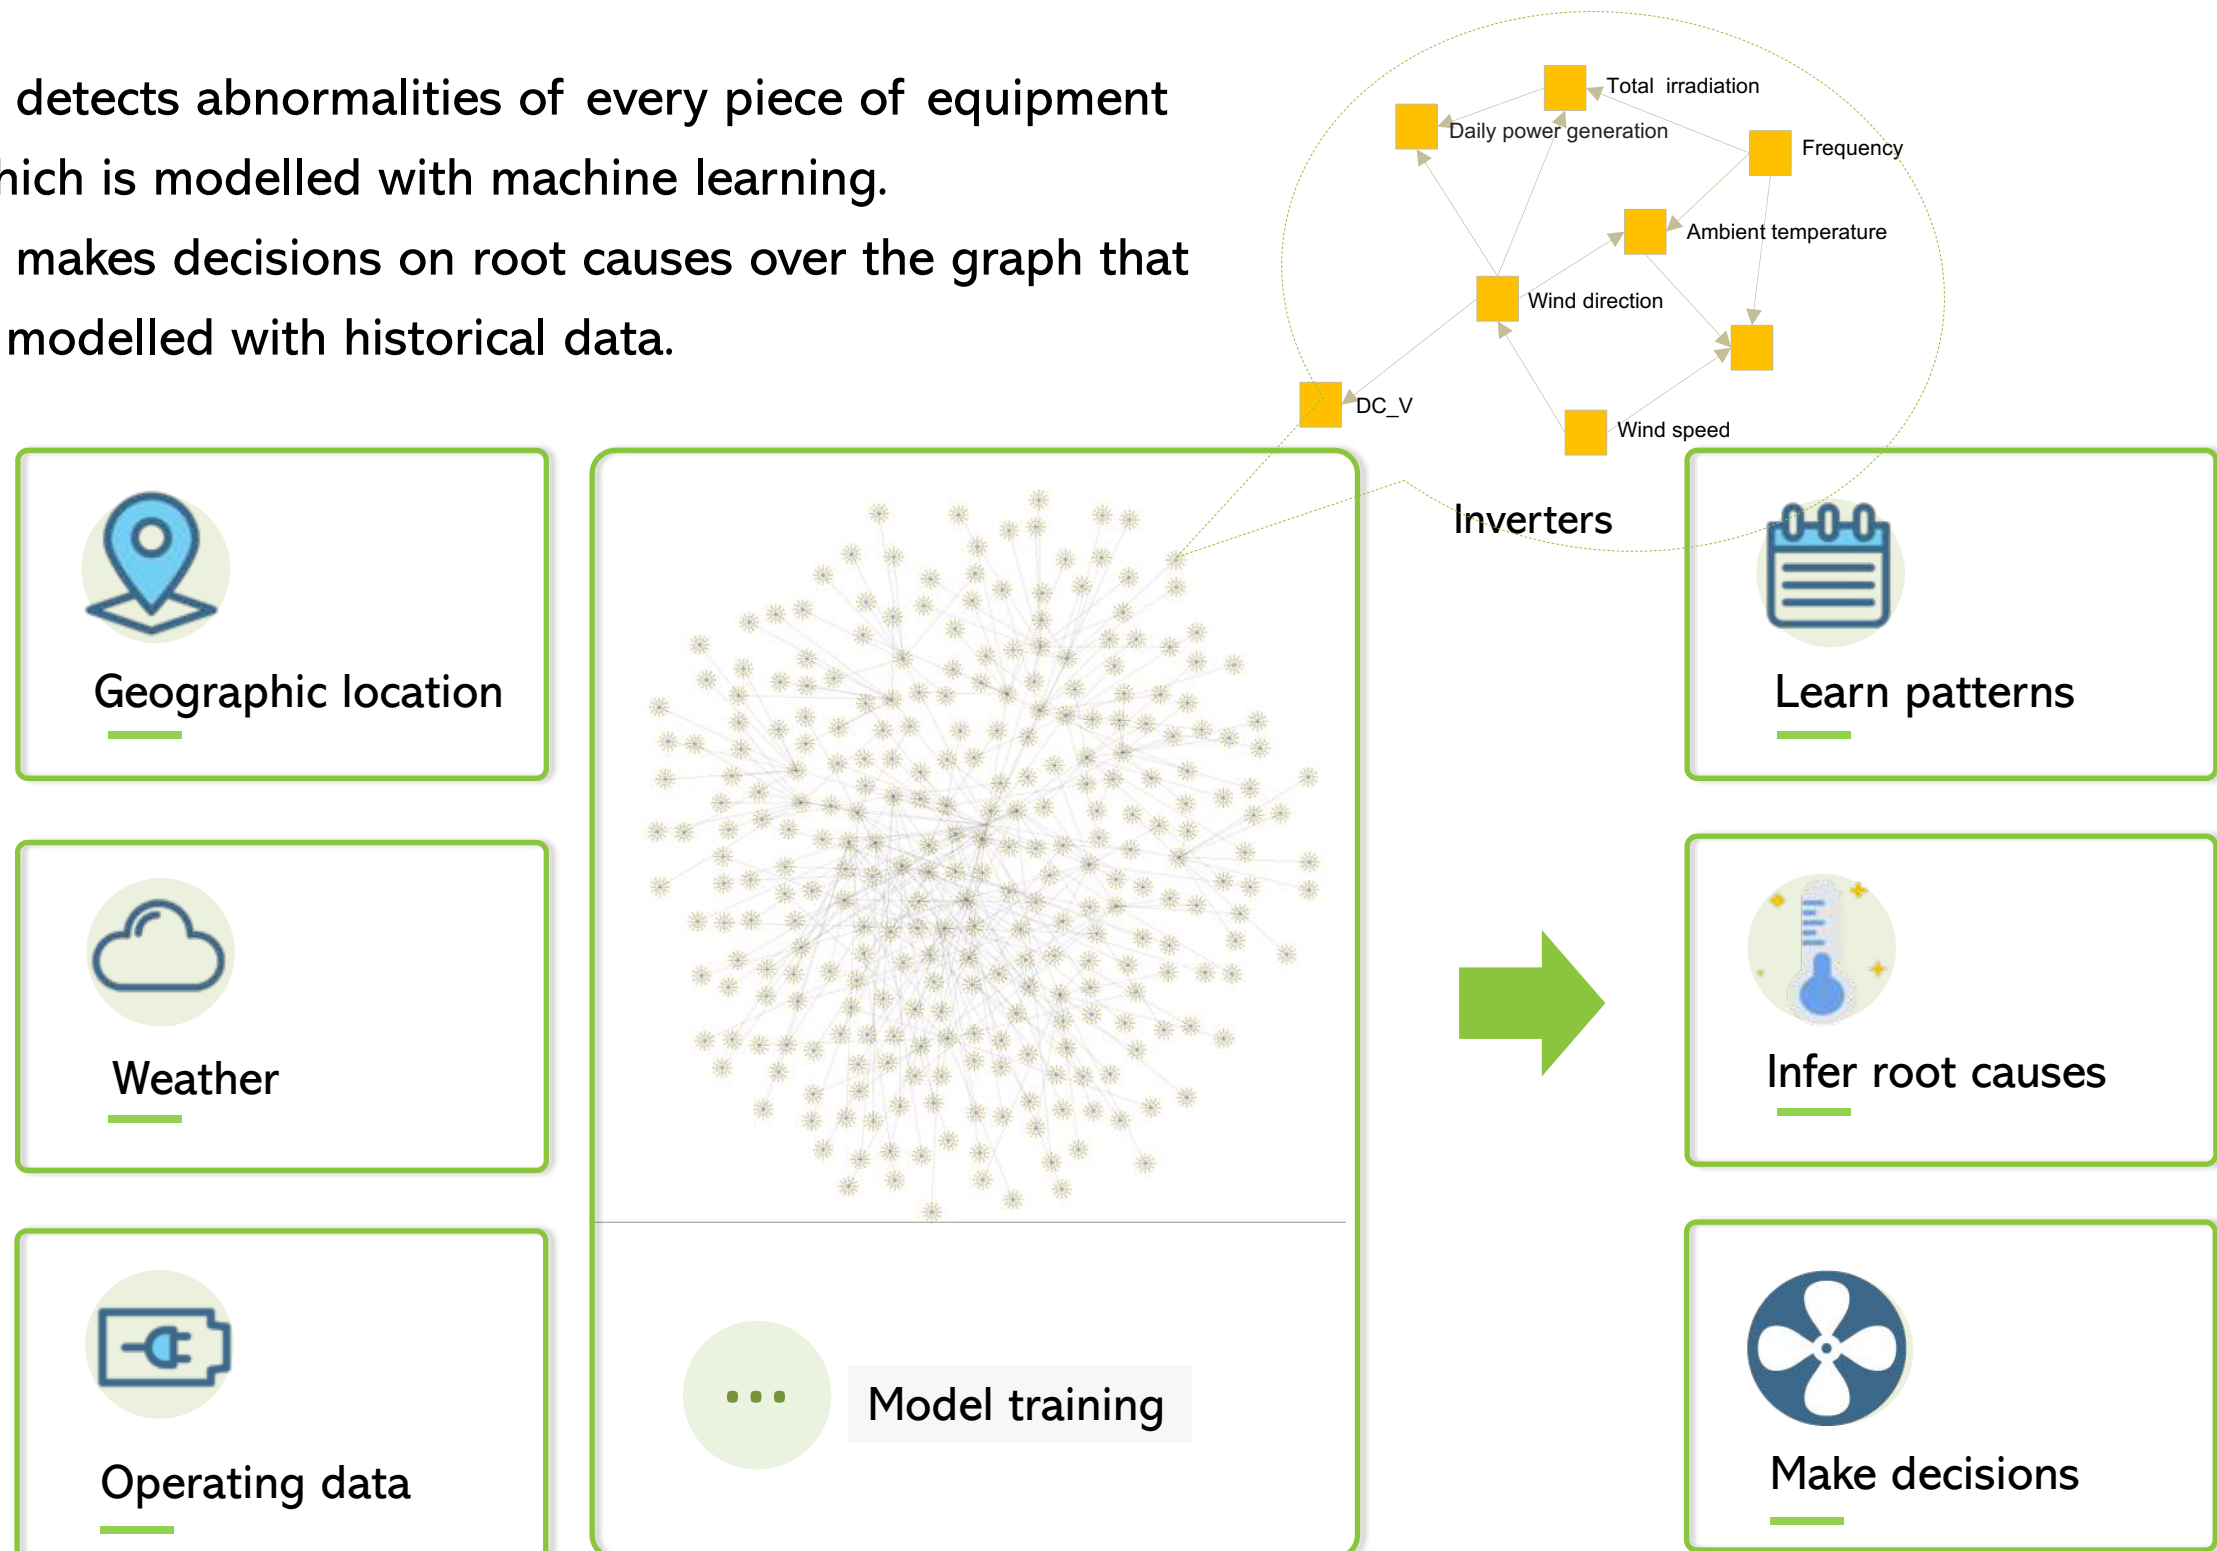 detects abnormalities of every piece of equipment
hich is modelled with machine learning.
makes decisions on root causes over the graph that
modelled with historical data.
Total irradiation
Daily power generation
Frequency
Ambient temperature
Wind direction
DC_V
Wind speed
Inverters
Geographic location
Weather
Operating data
Model training
Learn patterns
Infer root causes
Make decisions